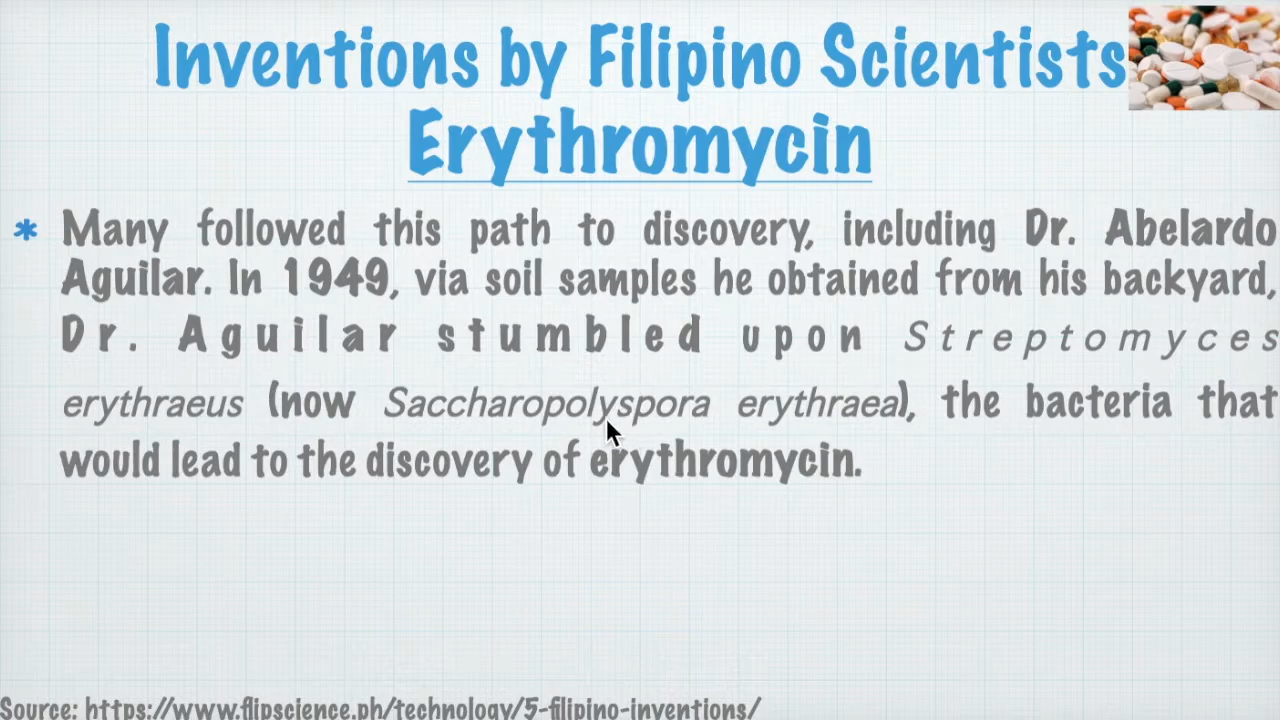 Inventions by Filipino Scientists
Erythromycin
* Many followed this path to discovery, including Dr. Abelardo
Aguilar. In 1949, via soil samples he obtained from his backyard,
Dr. Aguilar stumbled upon Streptomyces
erythraeus (now Saccharopolyspora erythraea), the bacteria that
would lead to the discovery of erythromycin.
Source: https://www.flipscience.ph/technology/5-filipino-inventions/